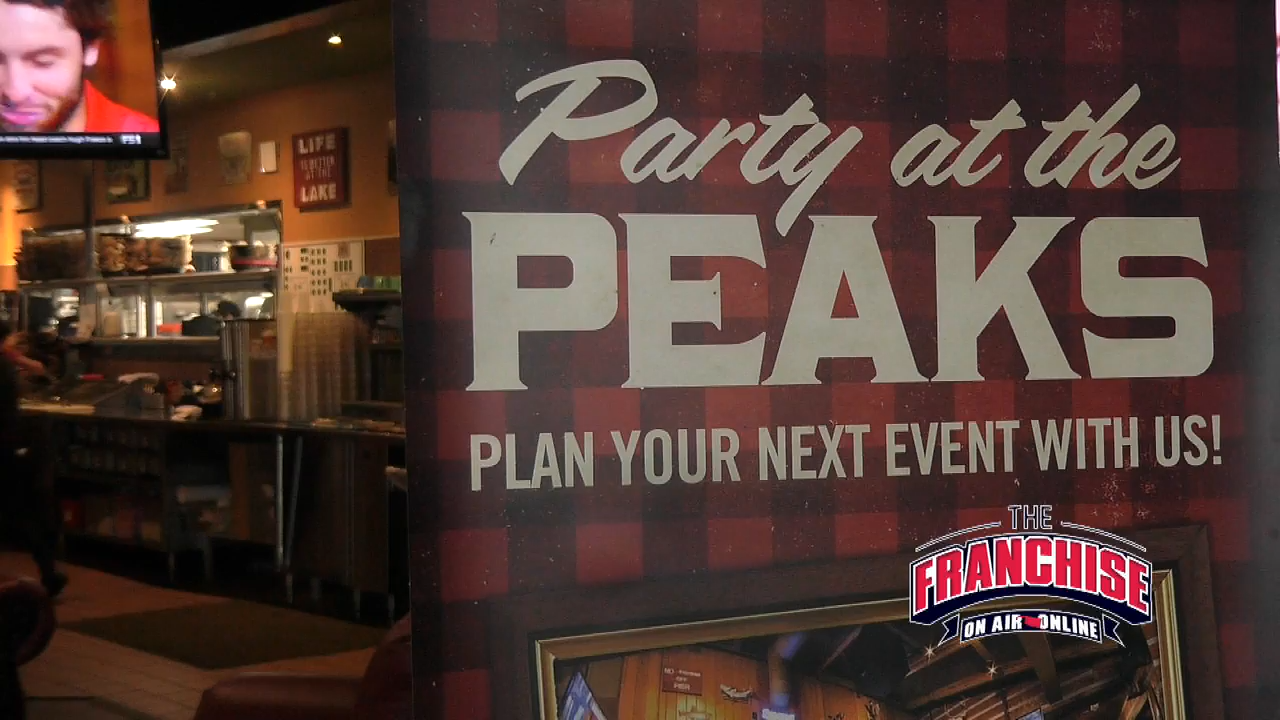 LIFE
IS BETTER
AT THE
LAKE
Party at the
PEAKS
PLAN YOUR NEXT EVENT WITH US!
THE
FRANCHISE
ON AIR ONLINE
PIER